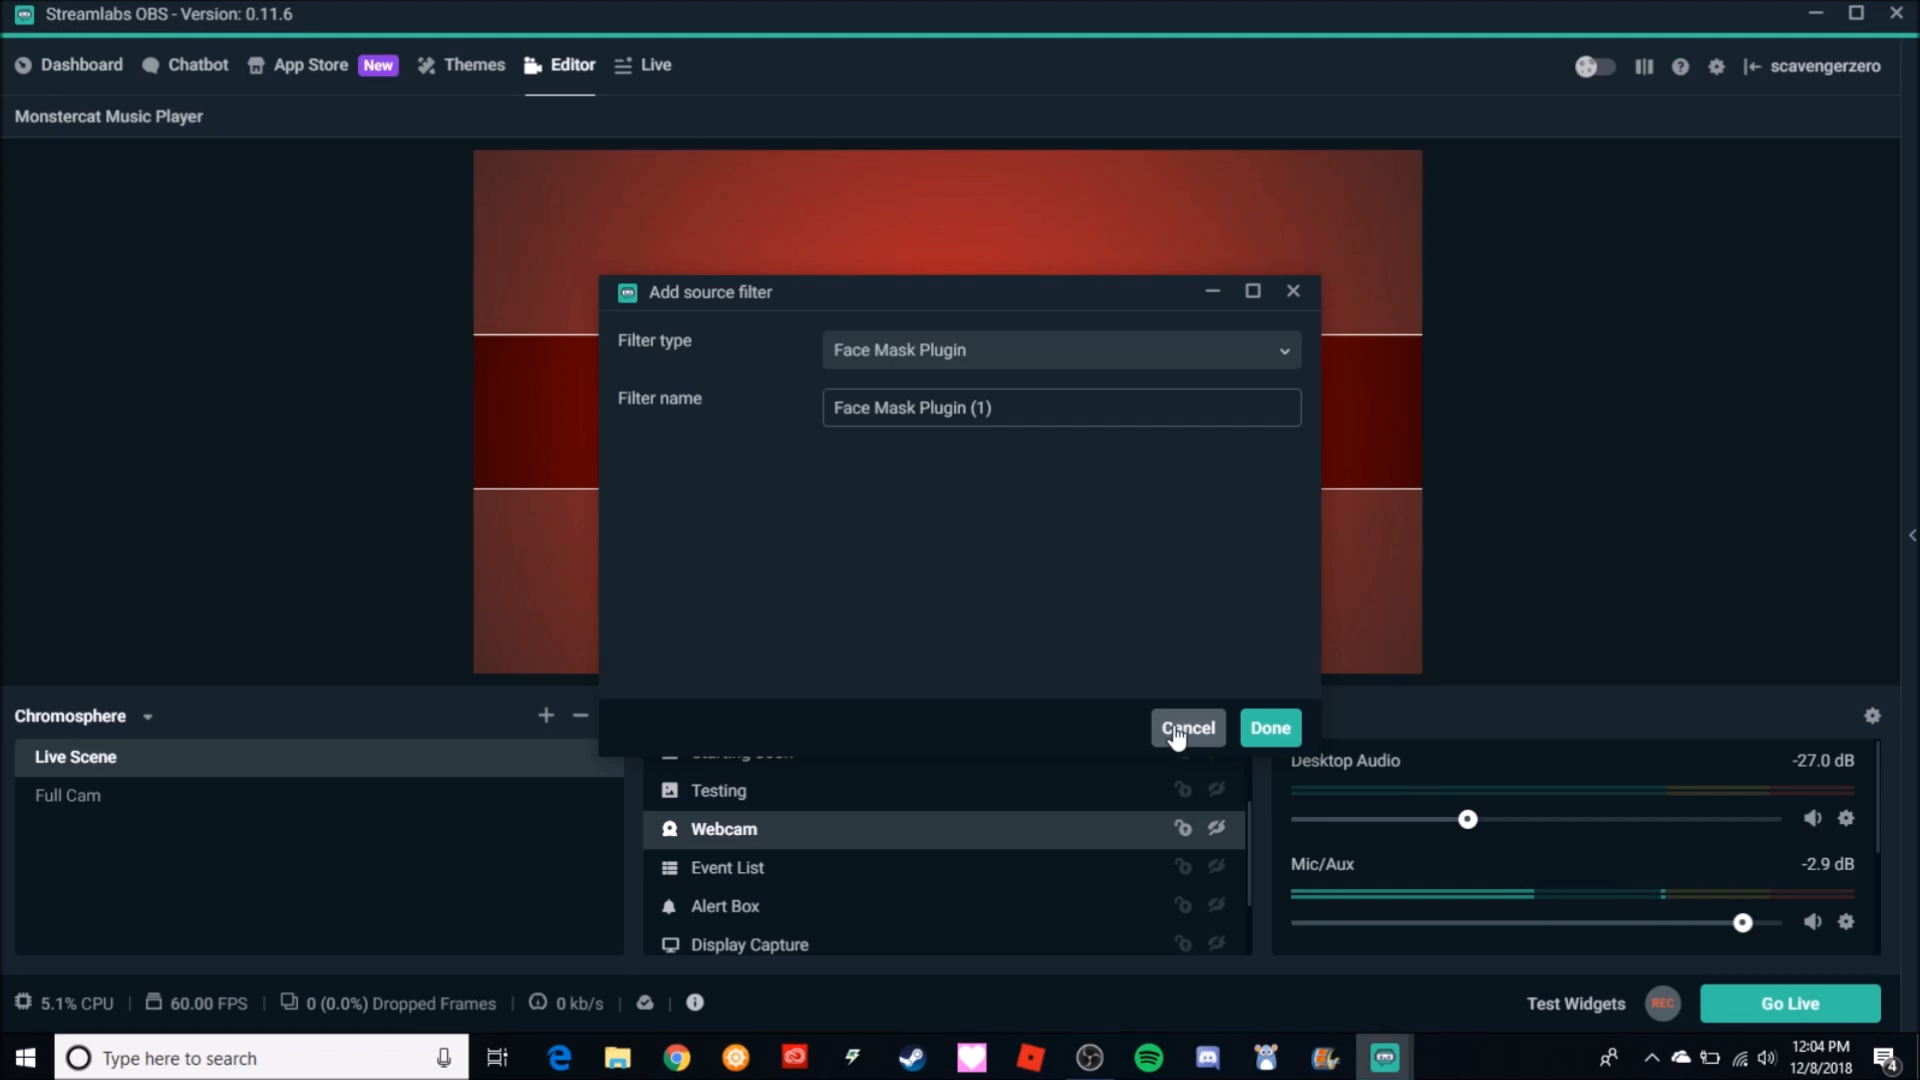 Streamlabs OBS - Version: 0.11.6
Dashboard Chatbot App Store New Themes Editor Live scavengerzero
Monstercat Music Player
Add source filter
Filter type Face Mask Plugin
Filter name Face Mask Plugin (1)
Cancel Done
Chromosphere
Live Scene
Full Cam
Testing
Webcam
Event List
Alert Box
Display Capture
Desktop Audio -27.0 dB
Mic/Aux -2.9 dB
5.1% CPU | 60.00 FPS | 0 (0.0%) Dropped Frames | 0 kb/s | |
Test Widgets REC Go Live
Type here to search
12:04 PM
12/8/2018
4